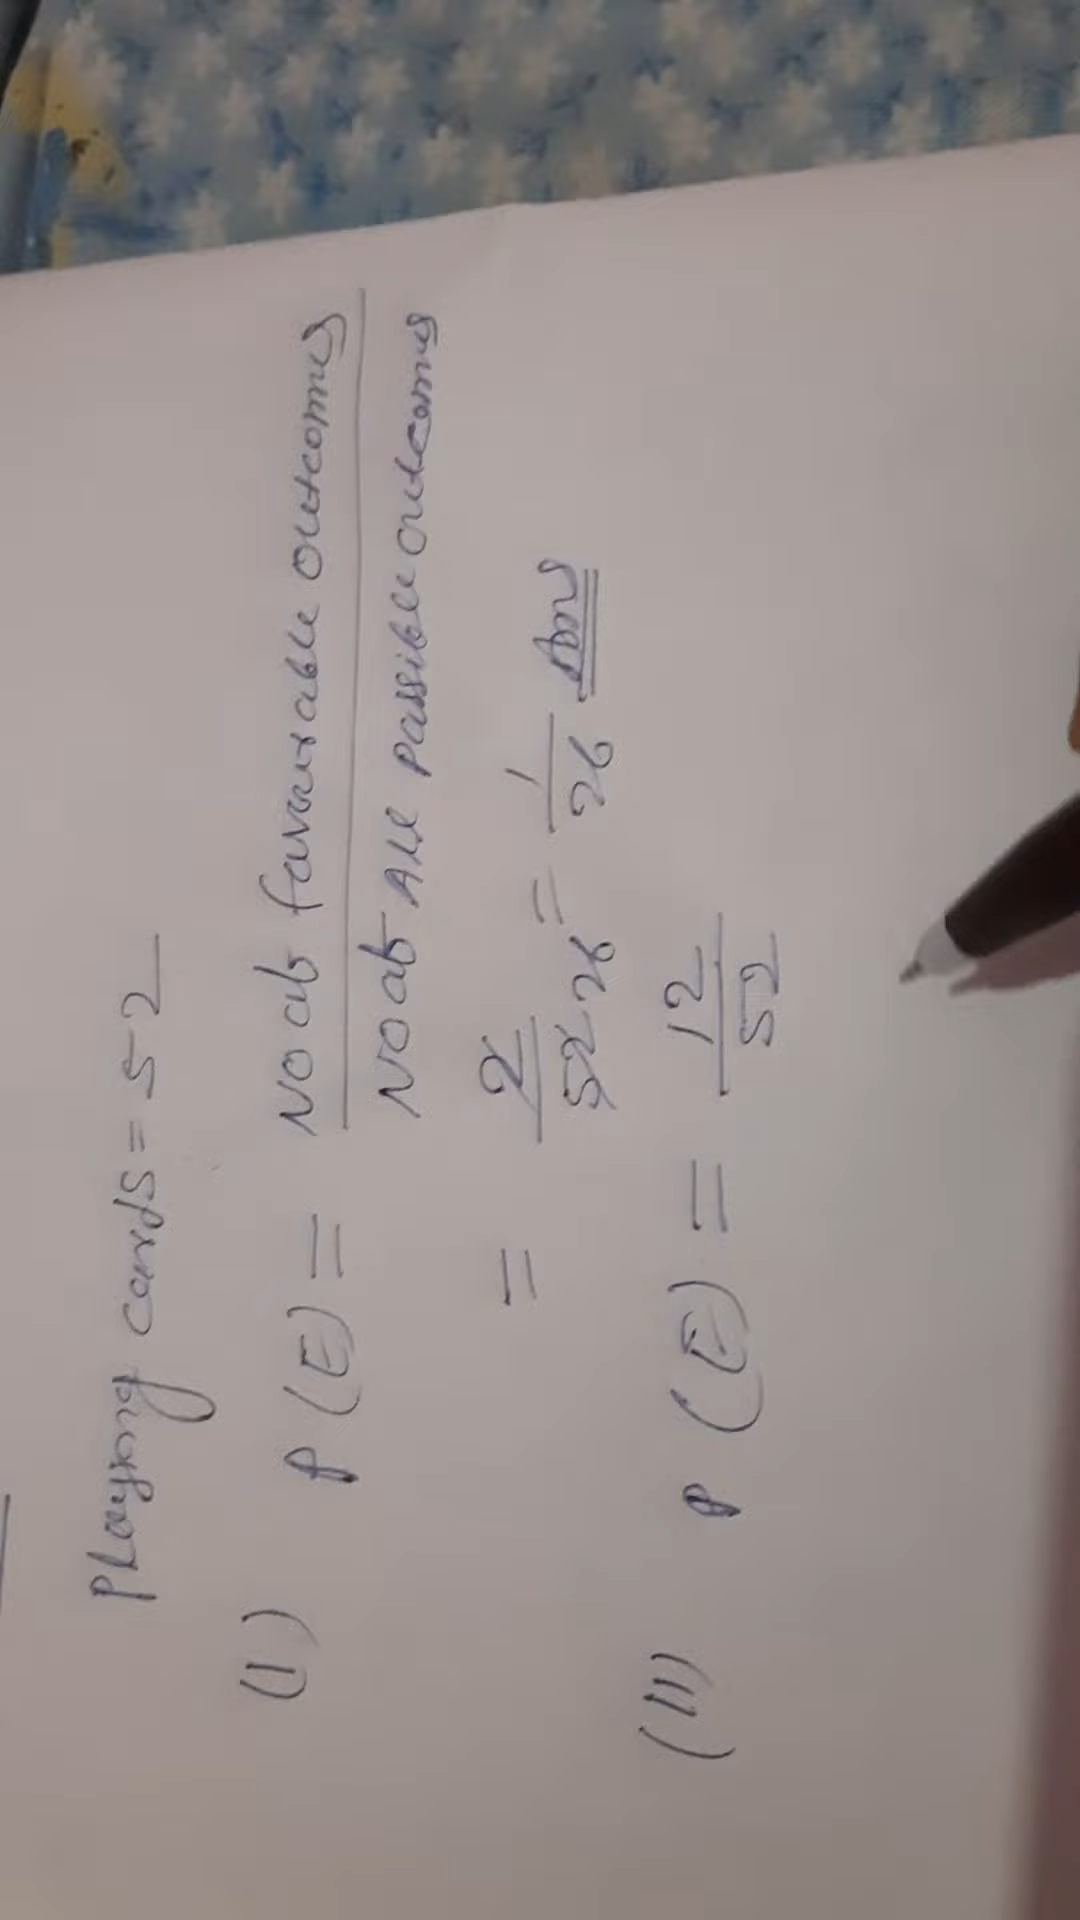 Playing cards = 52
(I) P(E) = No of favourable outcomes
No of All possible outcomes
= 2/52 26 = 1/26 Ans
(II) P(E) = 12/52